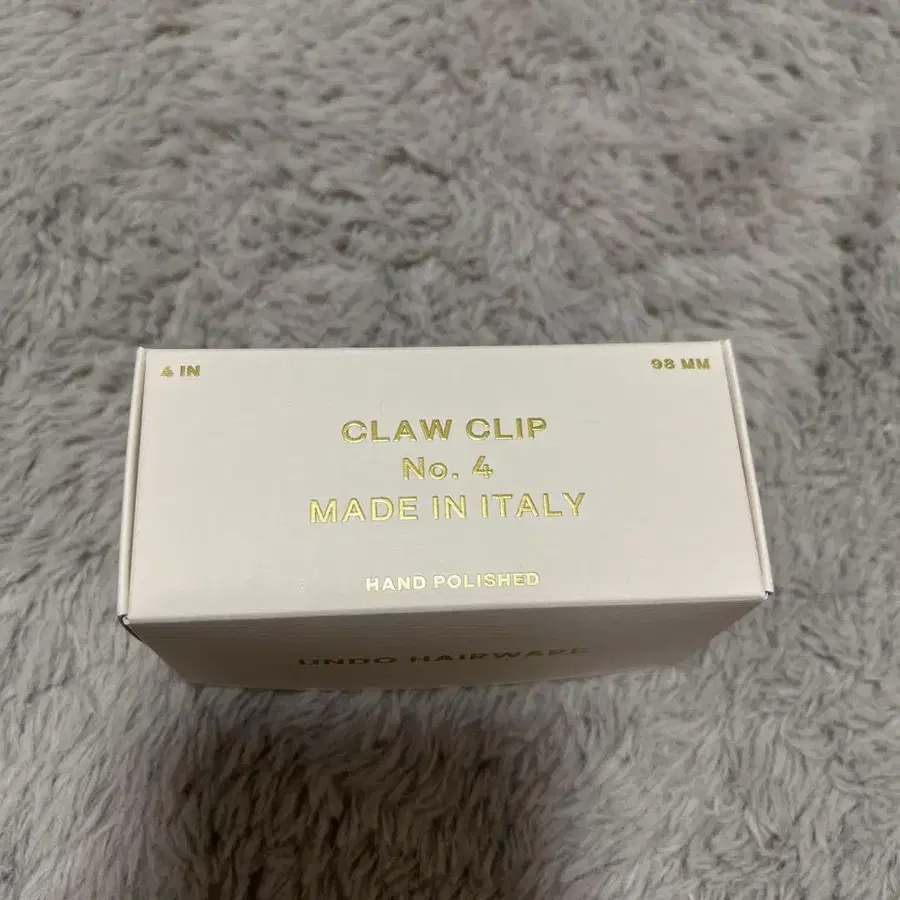 4 IN
98 MM
CLAW CLIP
No. 4
MADE IN ITALY
HAND POLISHED
UNDO HAIRWARE